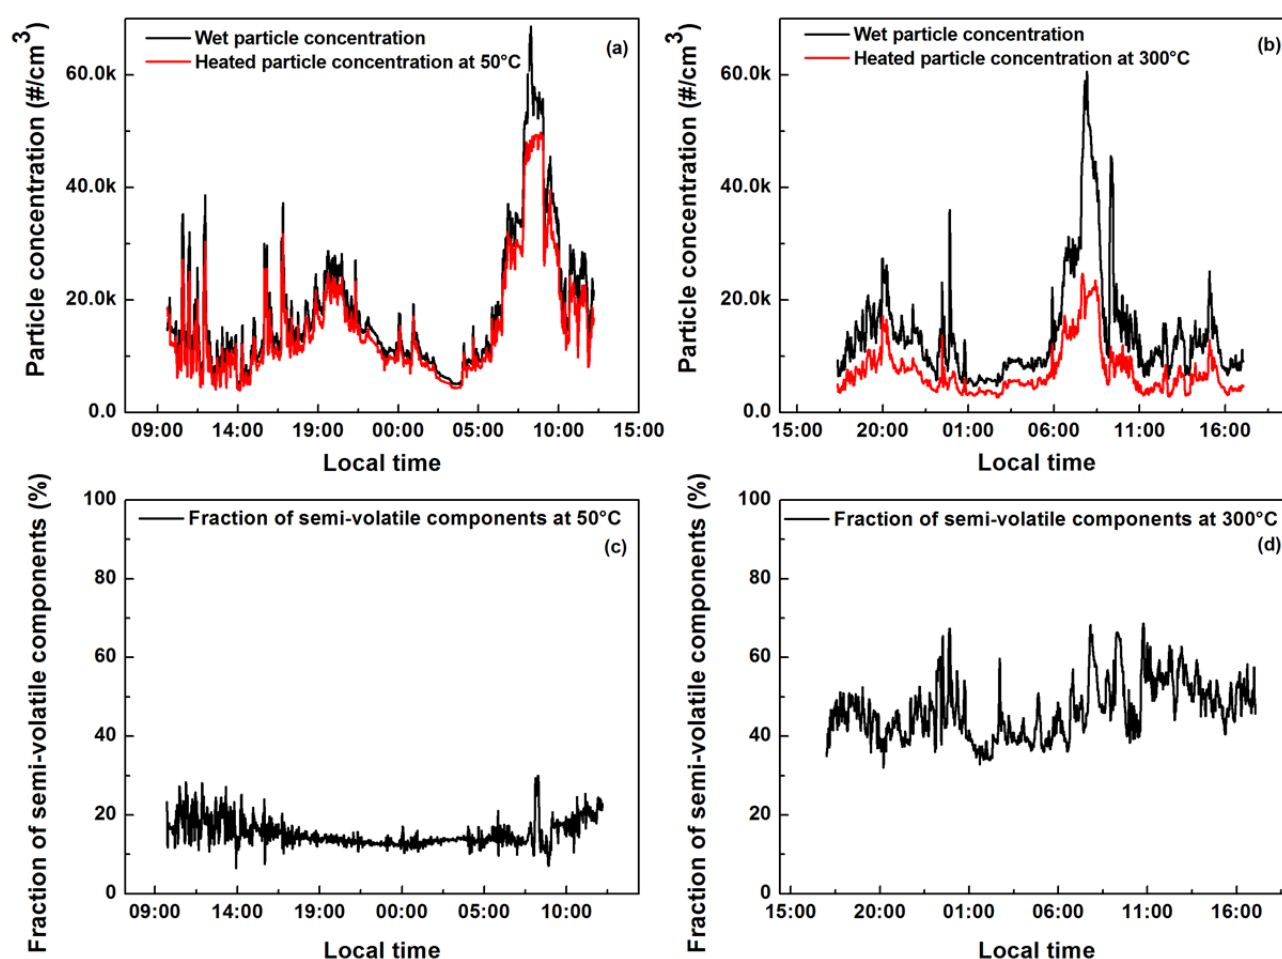 Particle concentration (#/cm³)
60.0k
40.0k
20.0k
0.0
Wet particle concentration
Heated particle concentration at 50°C
(a)
09:00 14:00 19:00 00:00 05:00 10:00 15:00
Local time
Particle concentration (#/cm³)
60.0k
40.0k
20.0k
0.0
Wet particle concentration
Heated particle concentration at 300°C
(b)
15:00 20:00 01:00 06:00 11:00 16:00
Local time
Fraction of semi-volatile components (%)
100
80
60
40
20
0
Fraction of semi-volatile components at 50°C
(c)
09:00 14:00 19:00 00:00 05:00 10:00
Local time
Fraction of semi-volatile components (%)
100
80
60
40
20
0
Fraction of semi-volatile components at 300°C
(d)
15:00 20:00 01:00 06:00 11:00 16:00
Local time